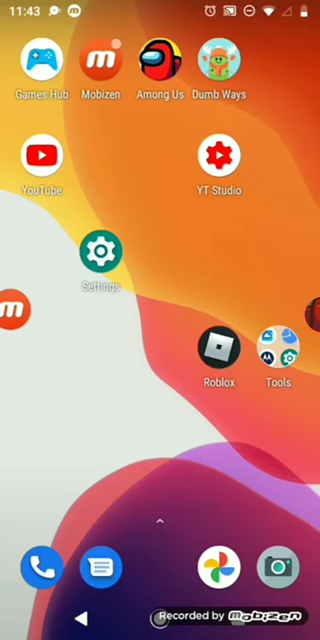 11:43
Games Hub
Mobizen
Among Us
Dumb Ways
YouTube
YT Studio
Settings
Roblox
Tools
Recorded by mobizen